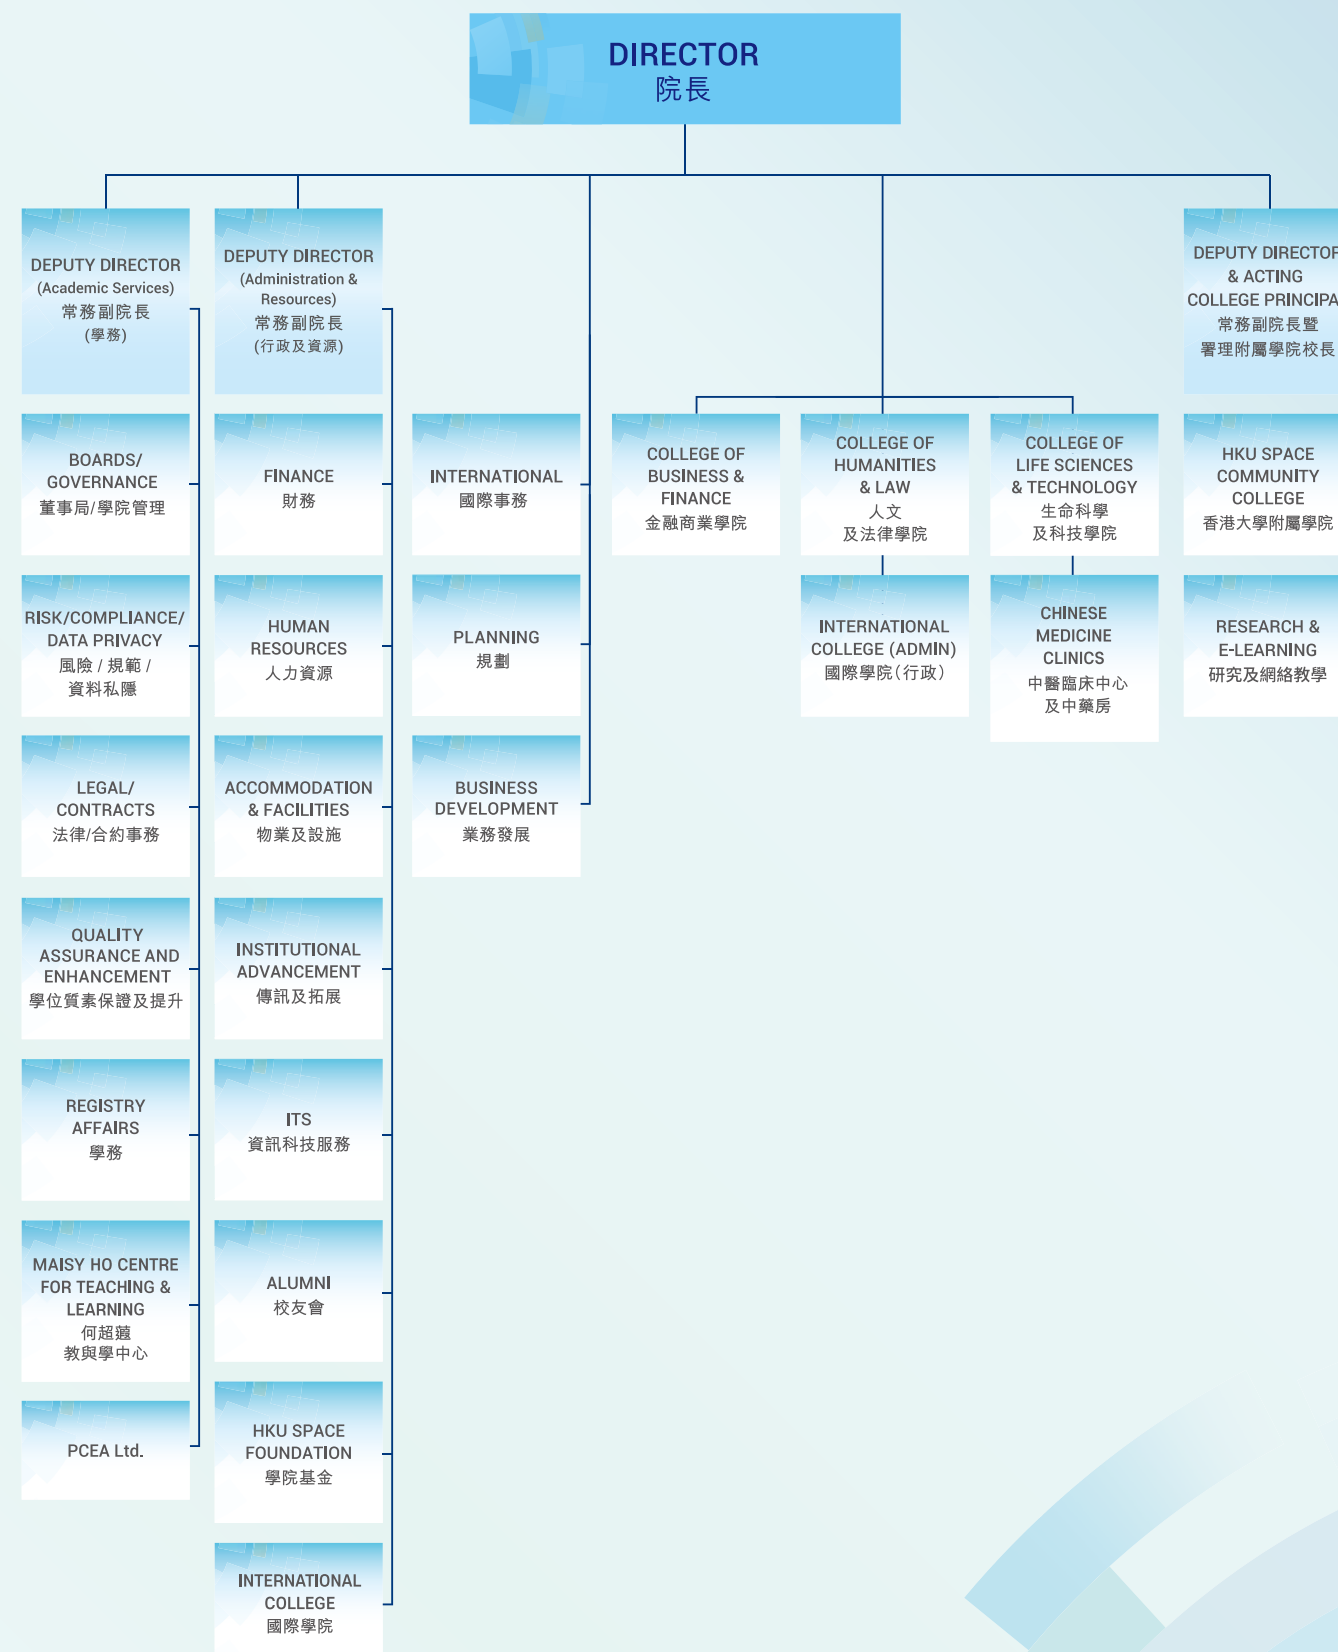 DIRECTOR
院長
DEPUTY DIRECTOR
(Academic Services)
常務副院長
(學務)
DEPUTY DIRECTOR
(Administration &
Resources)
常務副院長
(行政及資源)
DEPUTY DIRECTOR
& ACTING
COLLEGE PRINCIPA
常務副院長暨
署理附屬學院校長
BOARDS/
GOVERNANCE
董事局/學院管理
FINANCE
財務
INTERNATIONAL
國際事務
COLLEGE OF
BUSINESS &
FINANCE
金融商業學院
COLLEGE OF
HUMANITIES
& LAW
人文
及法律學院
COLLEGE OF
LIFE SCIENCES
& TECHNOLOGY
生命科學
及科技學院
HKU SPACE
COMMUNITY
COLLEGE
香港大學附屬學院
RISK/COMPLIANCE/
DATA PRIVACY
風險 / 規範 /
資料私隱
HUMAN
RESOURCES
人力資源
PLANNING
規劃
INTERNATIONAL
COLLEGE (ADMIN)
國際學院(行政)
CHINESE
MEDICINE
CLINICS
中醫臨床中心
及中藥房
RESEARCH &
E-LEARNING
研究及網絡教學
LEGAL/
CONTRACTS
法律/合約事務
ACCOMMODATION
& FACILITIES
物業及設施
BUSINESS
DEVELOPMENT
業務發展
QUALITY
ASSURANCE AND
ENHANCEMENT
學位質素保證及提升
INSTITUTIONAL
ADVANCEMENT
傳訊及拓展
REGISTRY
AFFAIRS
學務
ITS
資訊科技服務
MAISY HO CENTRE
FOR TEACHING &
LEARNING
何超蕸
教與學中心
ALUMNI
校友會
PCEA Ltd.
HKU SPACE
FOUNDATION
學院基金
INTERNATIONAL
COLLEGE
國際學院